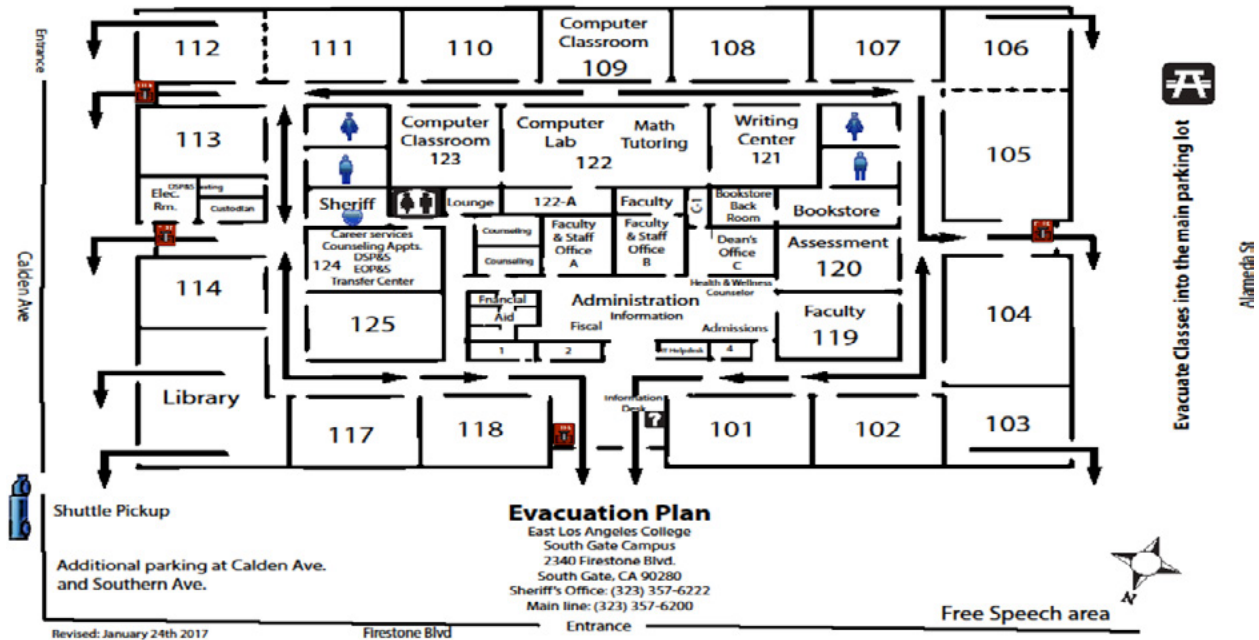 112
111
110
Computer
Classroom
109
108
107
106
Entrance
113
Computer
Classroom
123
Computer
Lab
Math
Tutoring
122
Writing
Center
121
105
Evacuate Classes into the main parking lot
Alameda St
DSP&S
Elec.
Rm.
Custodian
Sheriff
Lounge
122-A
Faculty
C-1
Bookstore
Back
Room
Bookstore
Career services
Counseling Appts.
124 DSP&S
EOP&S
Transfer Center
Counseling
Counseling
Faculty
& Staff
Office
A
Faculty
& Staff
Office
B
Dean's
Office
C
Assessment
120
Calden Ave
114
Health & Wellness
Counselor
125
Financial
Aid
Administration
Information
Fiscal
Admissions
Faculty
119
104
1
2
IT Helpdesk
4
Library
Information
Desk
?
117
118
101
102
103
Shuttle Pickup
Additional parking at Calden Ave.
and Southern Ave.
Evacuation Plan
East Los Angeles College
South Gate Campus
2340 Firestone Blvd.
South Gate, CA 90280
Sheriff's Office: (323) 357-6222
Main line: (323) 357-6200
N
Free Speech area
Revised: January 24th 2017
Firestone Blvd
Entrance